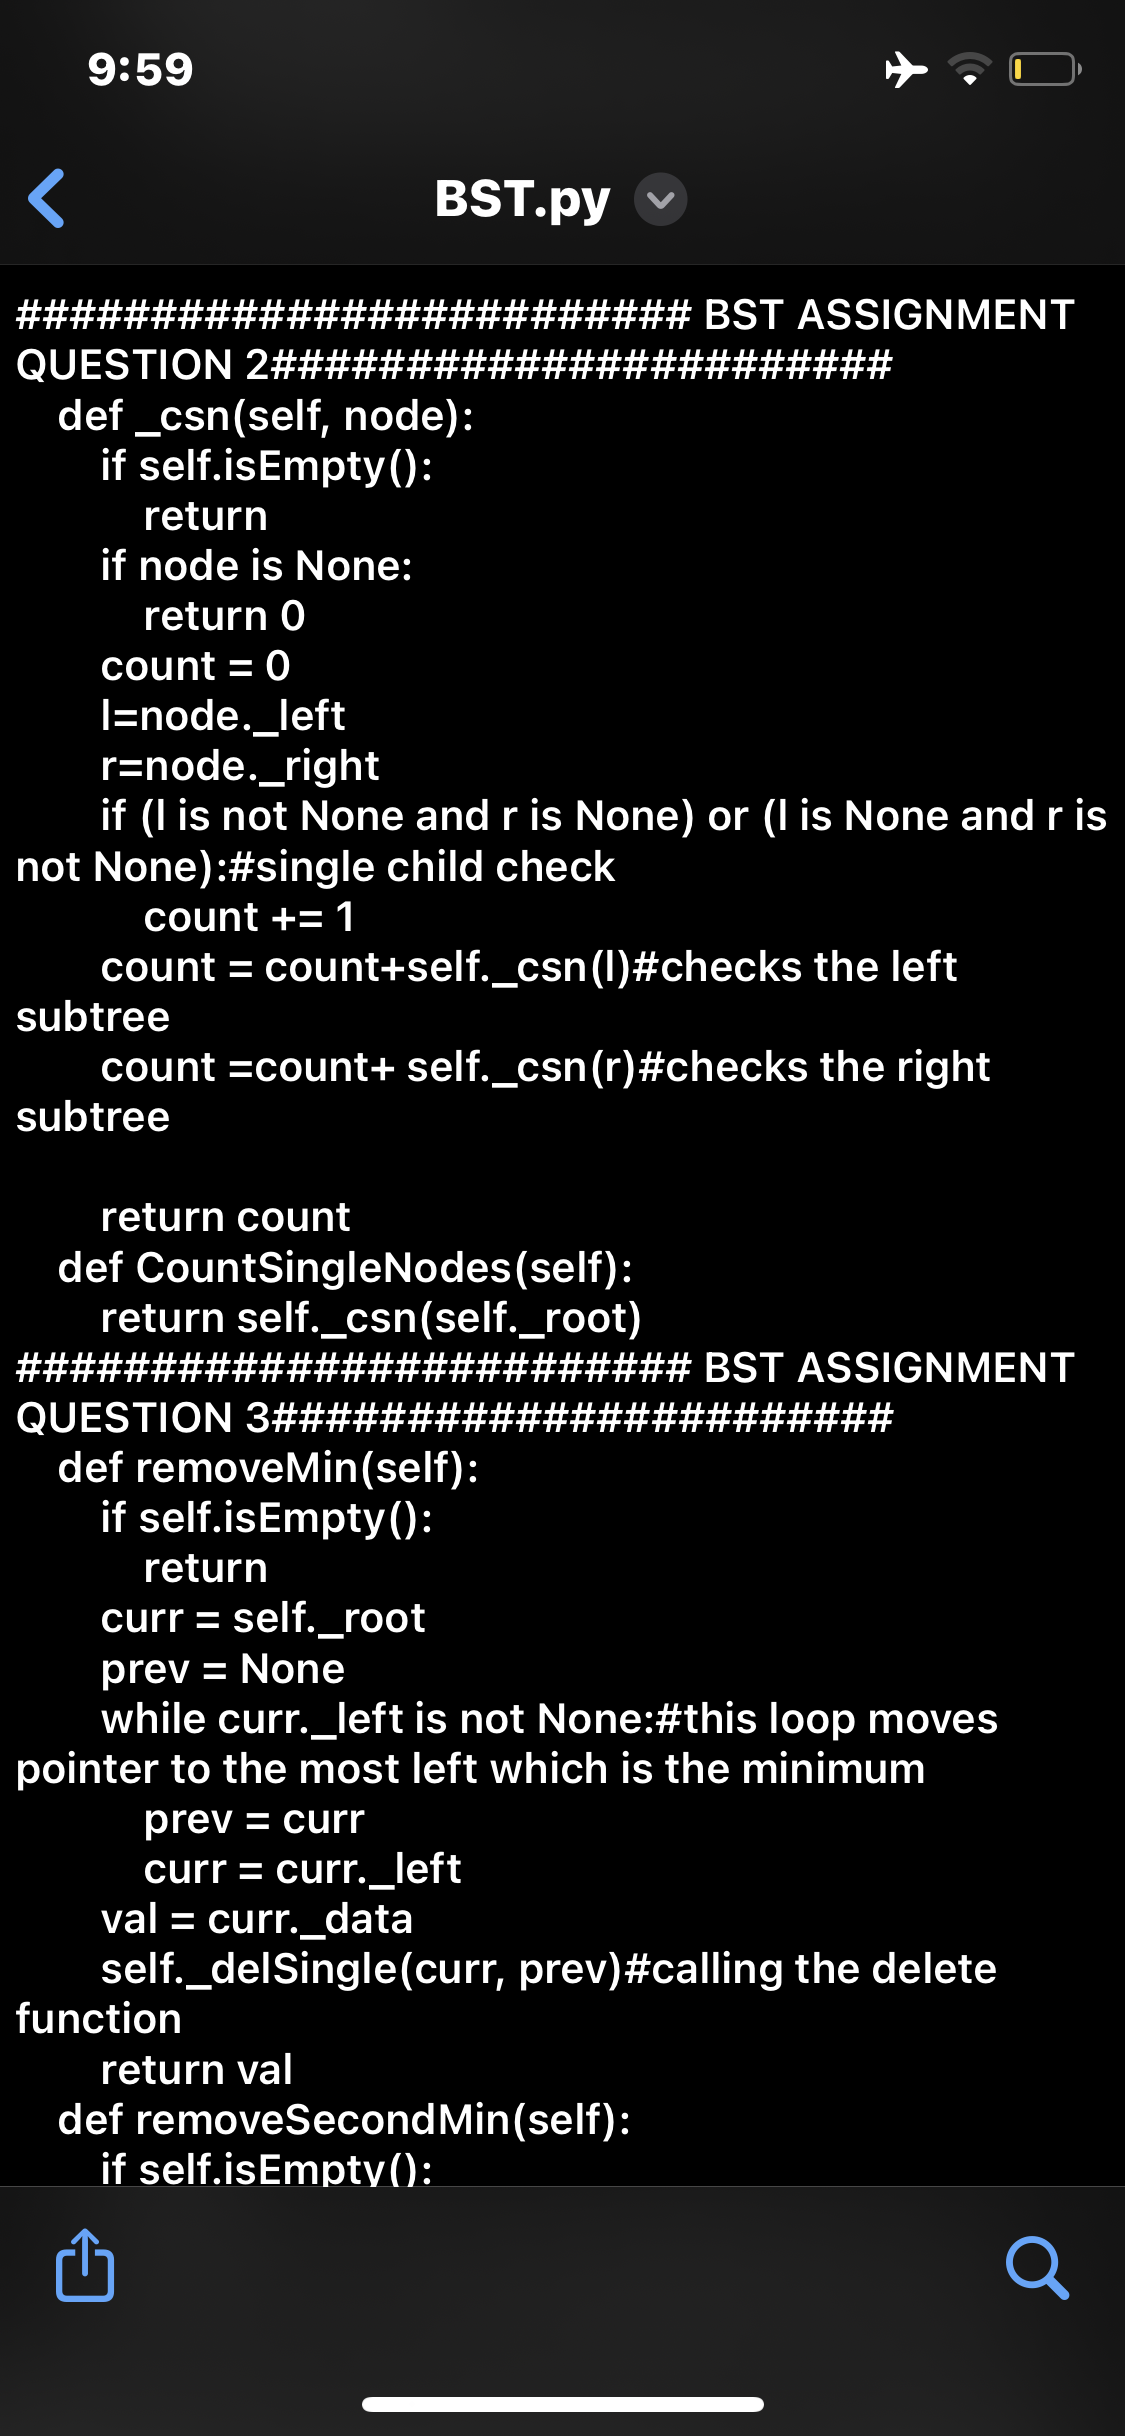 9:59
BST.py
######################### BST ASSIGNMENT
QUESTION 2#######################
    def _csn(self, node):
        if self.isEmpty():
            return
        if node is None:
            return 0
        count = 0
        l=node._left
        r=node._right
        if (l is not None and r is None) or (l is None and r is
not None):#single child check
            count += 1
        count = count+self._csn(l)#checks the left
subtree
        count =count+ self._csn(r)#checks the right
subtree

        return count
    def CountSingleNodes(self):
        return self._csn(self._root)
######################### BST ASSIGNMENT
QUESTION 3#######################
    def removeMin(self):
        if self.isEmpty():
            return
        curr = self._root
        prev = None
        while curr._left is not None:#this loop moves
pointer to the most left which is the minimum
            prev = curr
            curr = curr._left
        val = curr._data
        self._delSingle(curr, prev)#calling the delete
function
        return val
    def removeSecondMin(self):
        if self.isEmpty():